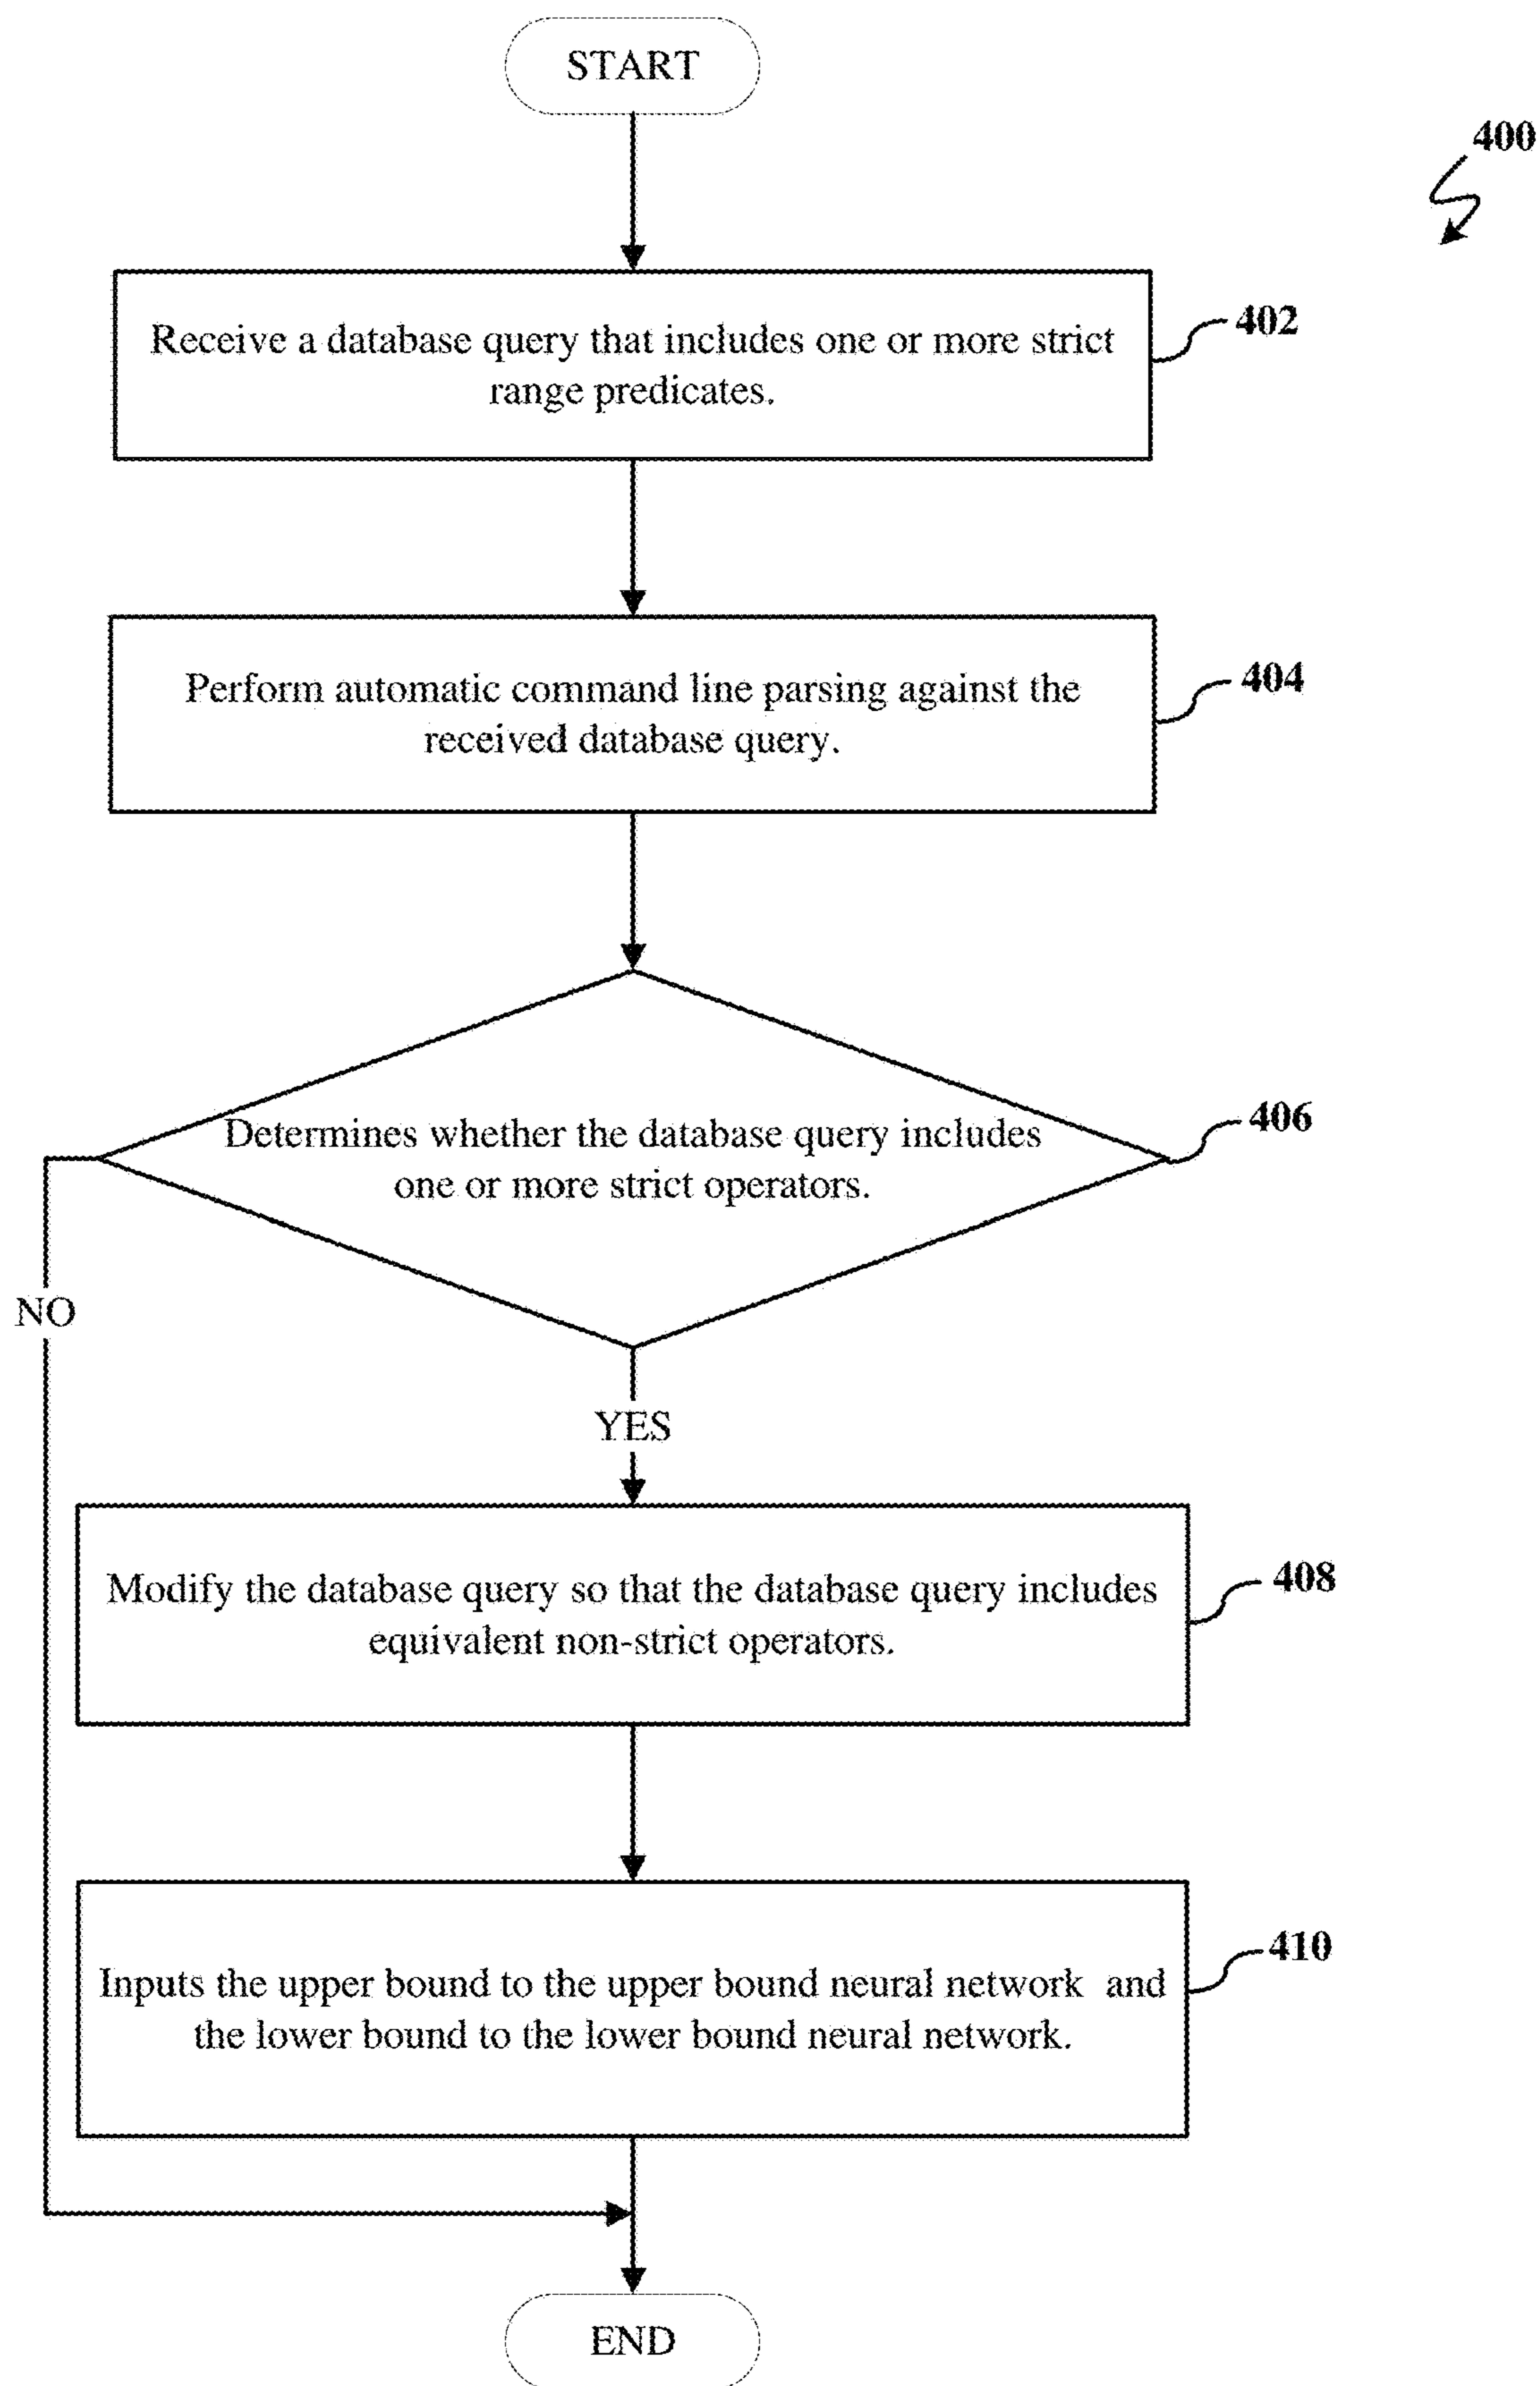 START
400
Receive a database query that includes one or more strict
range predicates.
402
Perform automatic command line parsing against the
received database query.
404
Determines whether the database query includes
one or more strict operators.
406
NO
YES
Modify the database query so that the database query includes
equivalent non-strict operators.
408
Inputs the upper bound to the upper bound neural network and
the lower bound to the lower bound neural network.
410
END